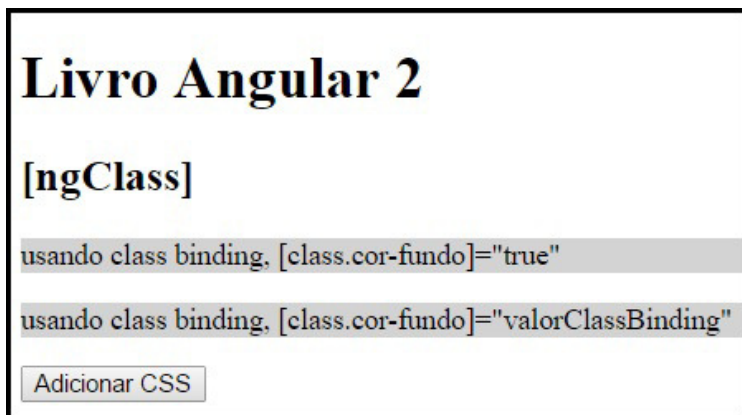 Livro Angular 2
[ngClass]
usando class binding, [class.cor-fundo]="true"
usando class binding, [class.cor-fundo]="valorClassBinding"
Adicionar CSS